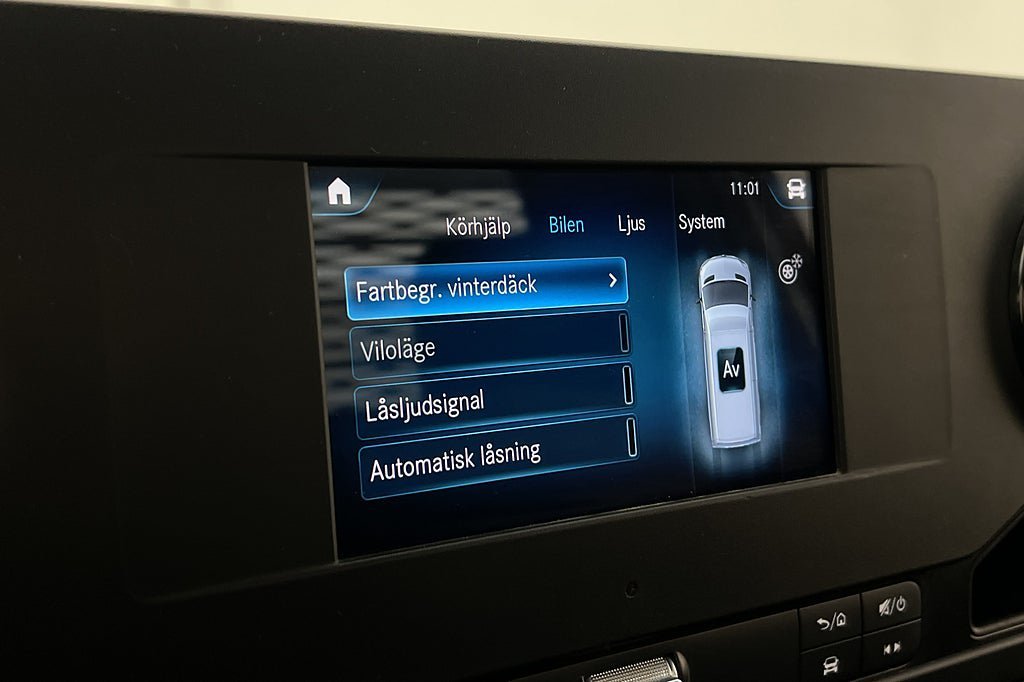 11:01
Körhjälp Bilen Ljus System
Fartbegr. vinterdäck
Viloläge
Av
Låsljudsignal
Automatisk låsning